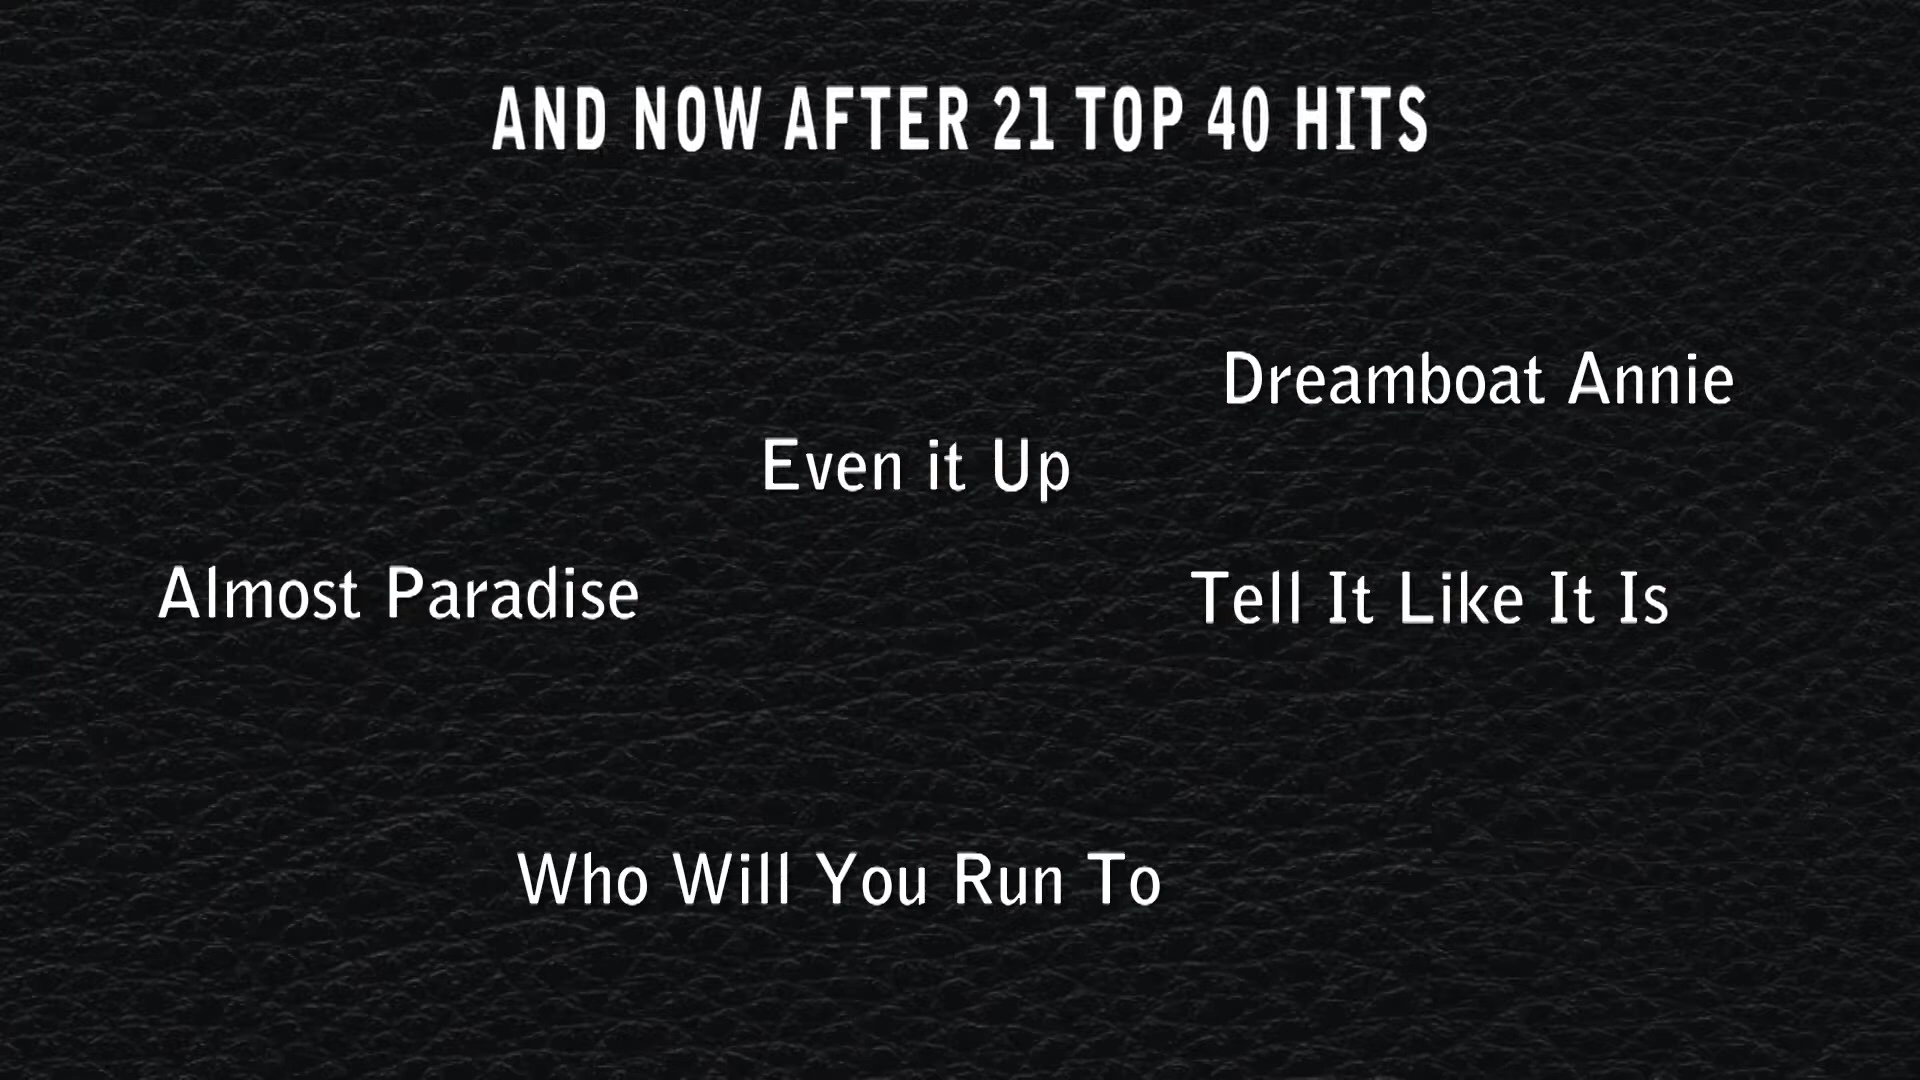 AND NOW AFTER 21 TOP 40 HITS
Dreamboat Annie
Even it Up
Almost Paradise
Tell It Like It Is
Who Will You Run To